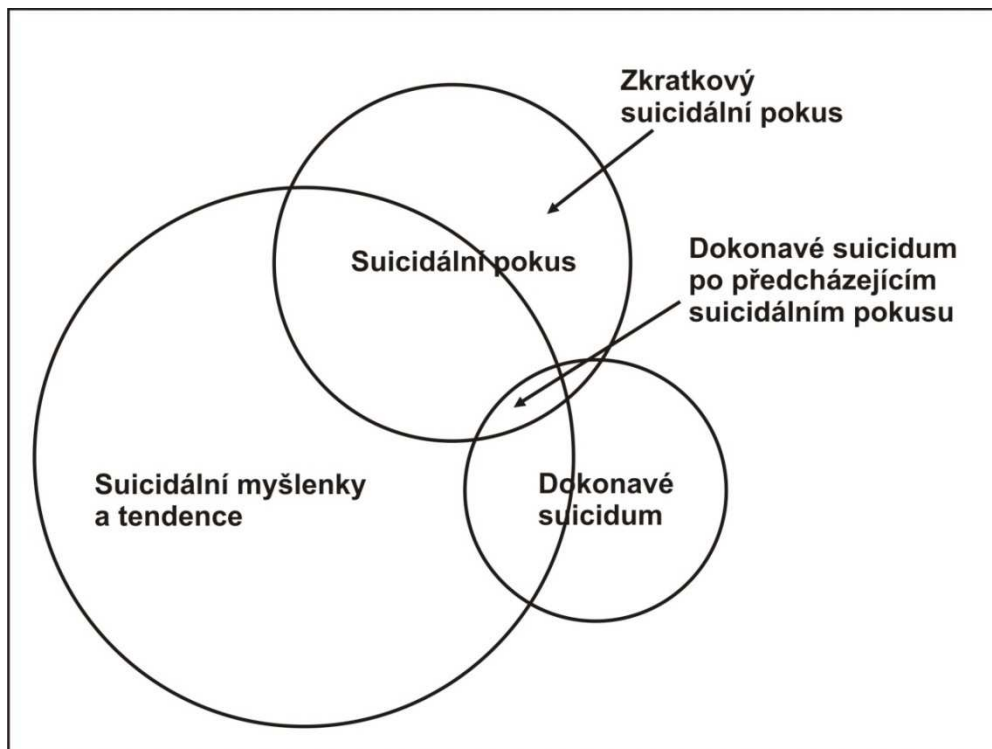 Zkratkový
suicidální pokus
Suicidální pokus
Dokonavé suicidum
po předcházejícím
suicidálním pokusu
Suicidální myšlenky
a tendence
Dokonavé
suicidum